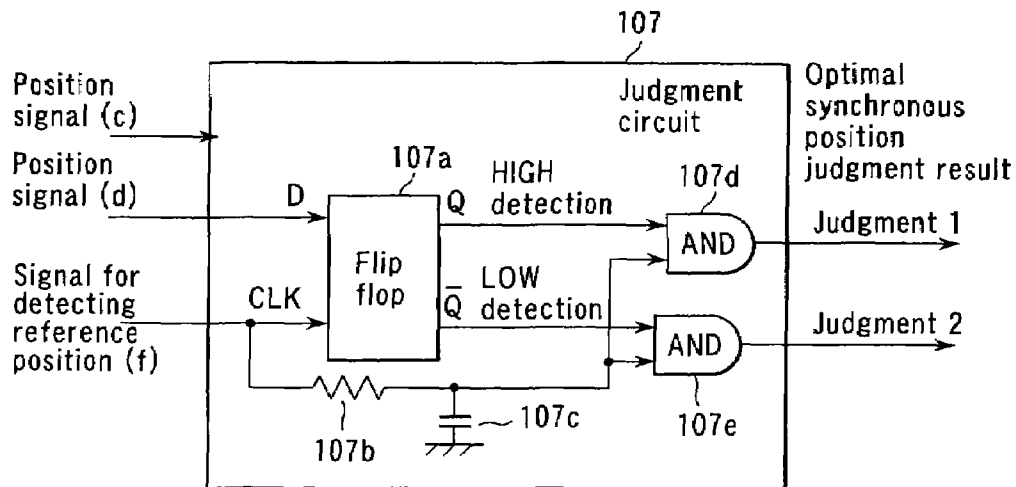 107
Position
signal (c)
Judgment
circuit
Optimal
synchronous
position
judgment result
Position
signal (d)
107a
D
Q
HIGH
detection
107d
AND
Judgment 1
Flip
flop
Signal for
detecting
reference
position (f)
CLK
Q̅
LOW
detection
AND
Judgment 2
107b
107c
107e